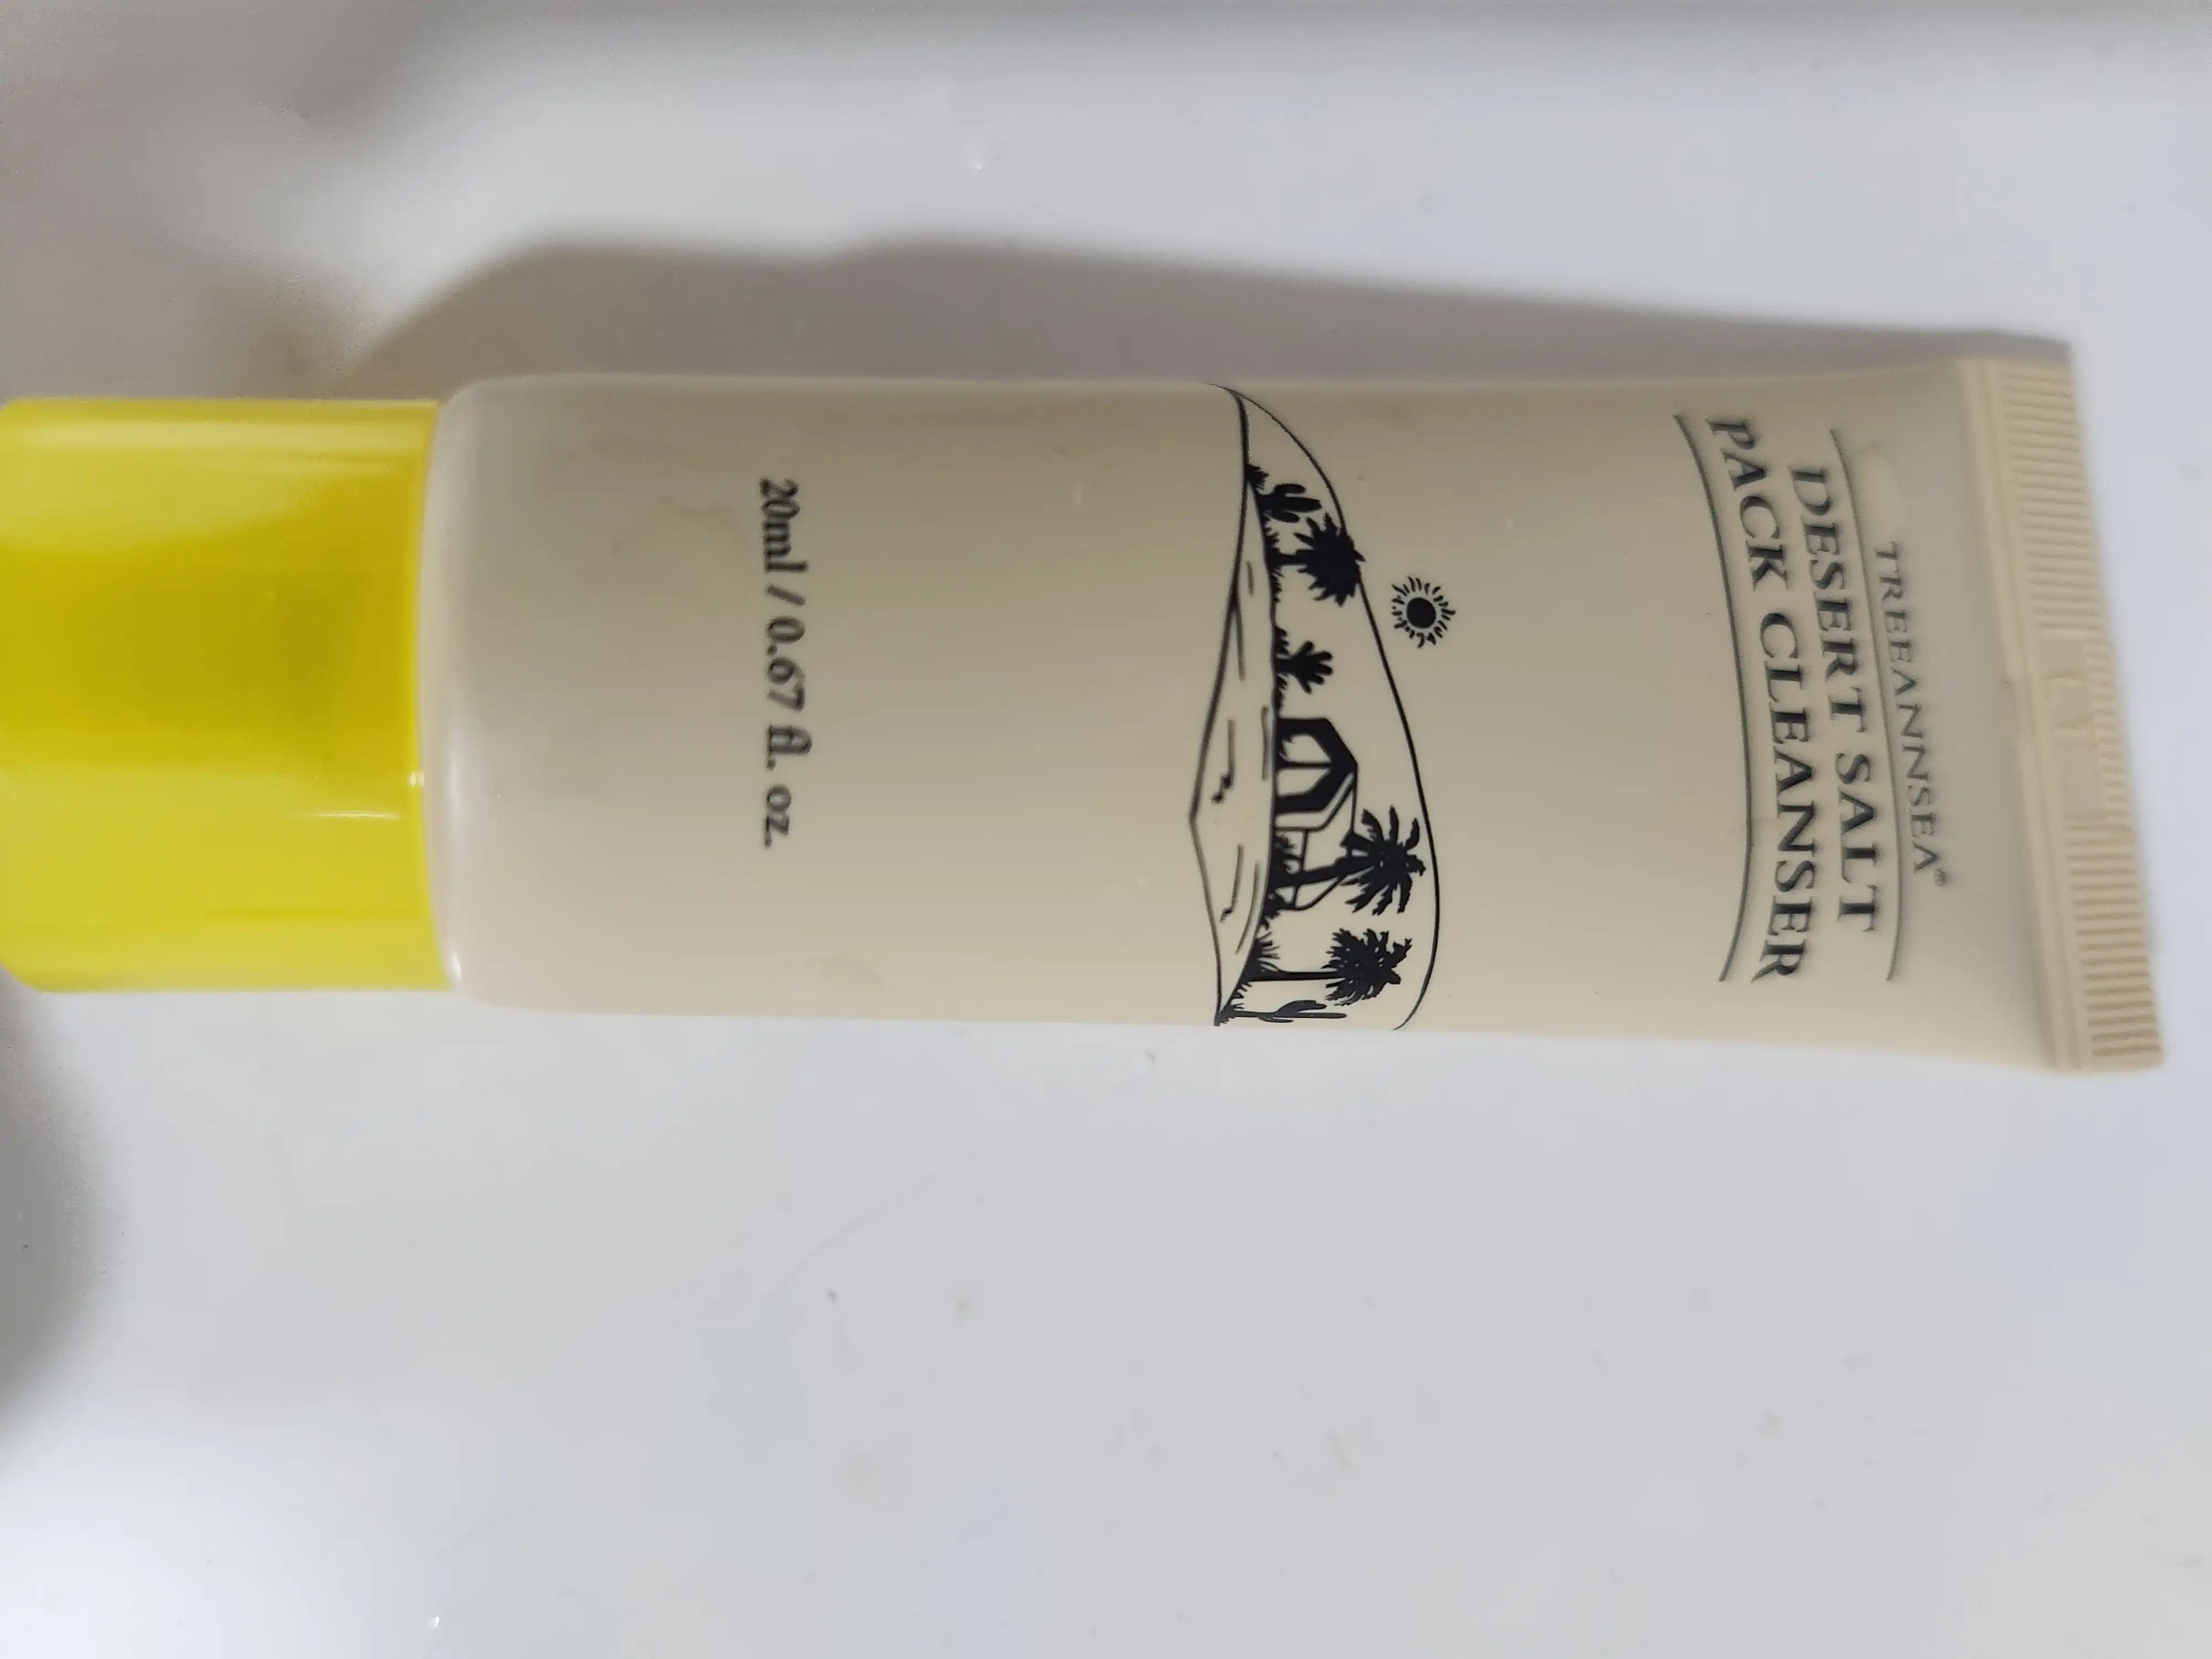 TREEANNSEA®
DESERT SALT
PACK CLEANSER
20ml / 0.67 fl. oz.